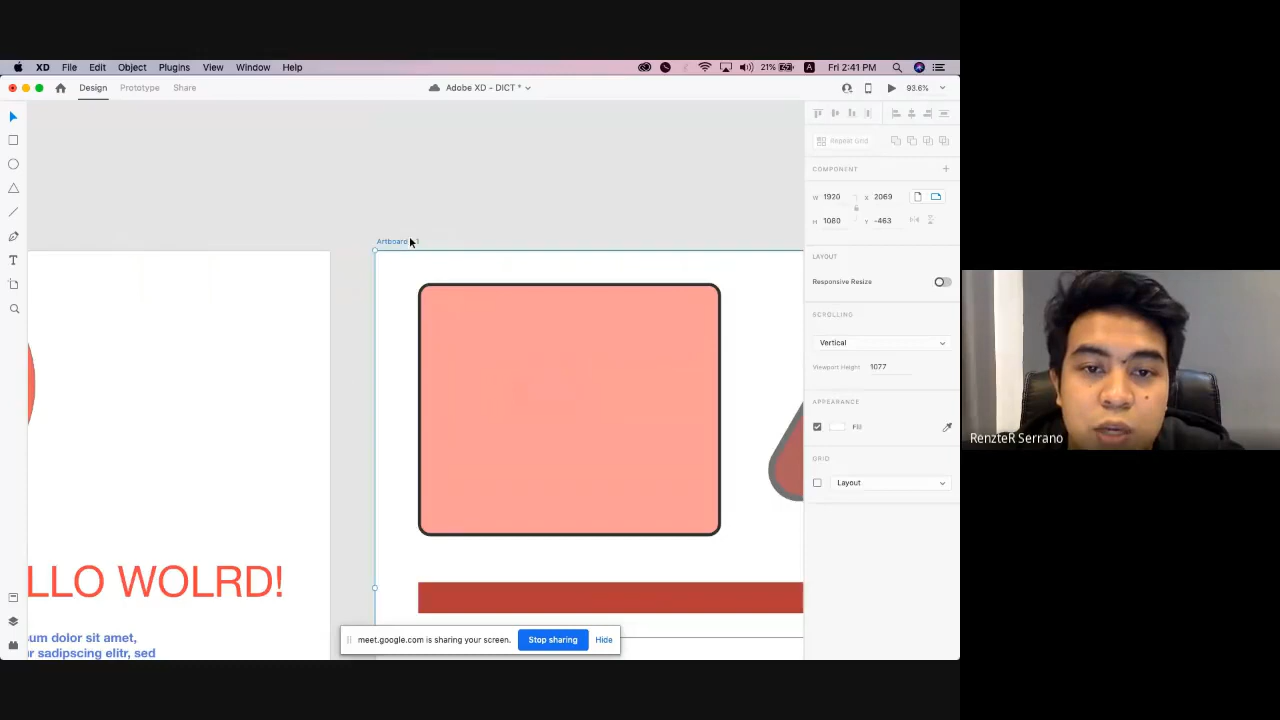 XD File Edit Object Plugins View Window Help
21% A Fri 2:41 PM
Design Prototype Share
Adobe XD - DICT *
93.6%
Repeat Grid
COMPONENT
W 1920 X 2069
H 1080 Y -463
LAYOUT
Responsive Resize
SCROLLING
Vertical
Viewport Height 1077
APPEARANCE
Fill
GRID
Layout
Artboard
LLO WOLRD!
sum dolor sit amet,
r sadipscing elitr, sed
meet.google.com is sharing your screen. Stop sharing Hide
RenzteR Serrano